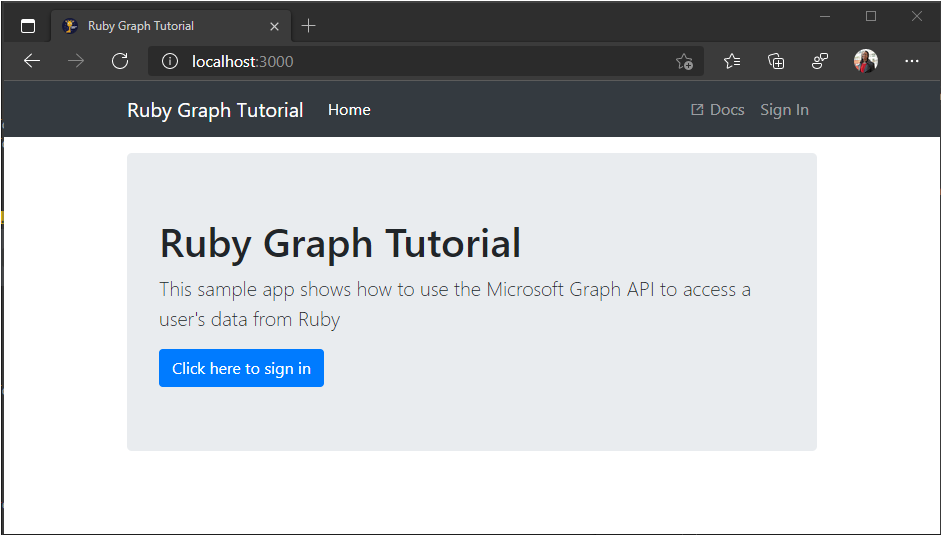 Ruby Graph Tutorial
localhost:3000
Ruby Graph Tutorial Home Docs Sign In
Ruby Graph Tutorial
This sample app shows how to use the Microsoft Graph API to access a
user's data from Ruby
Click here to sign in